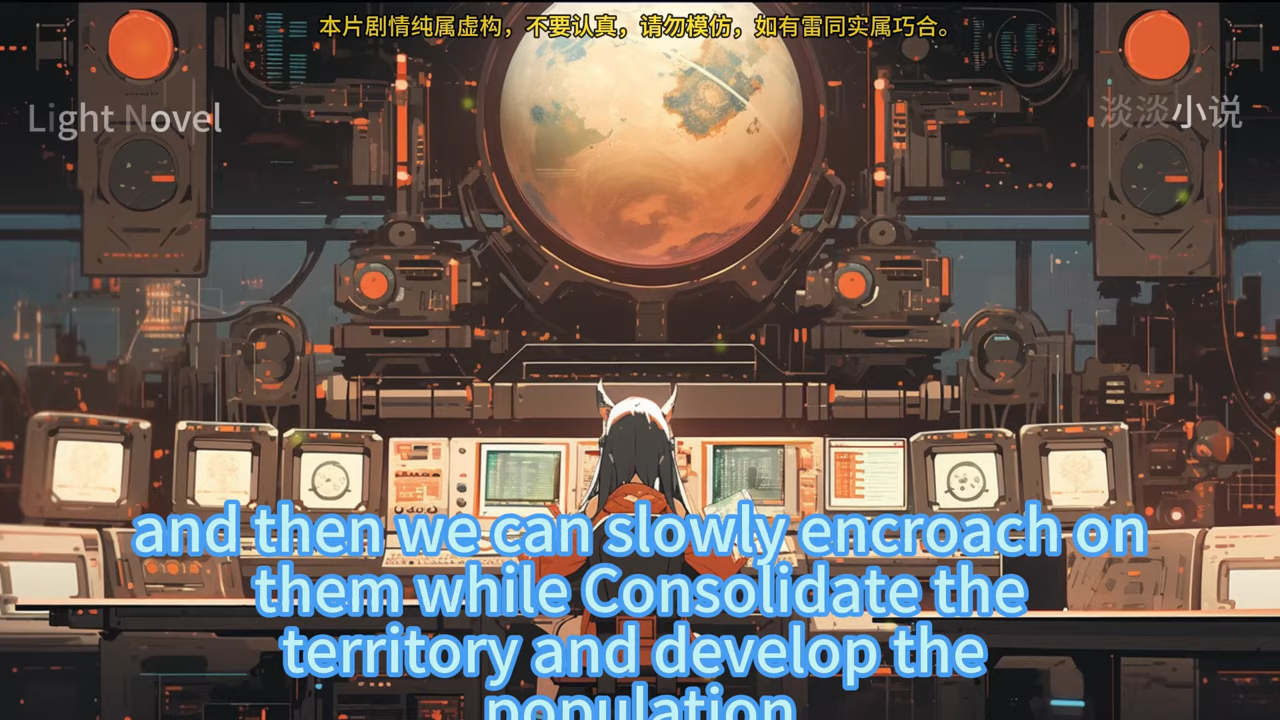 本片剧情纯属虚构，不要认真，请勿模仿，如有雷同实属巧合。
Light Novel
淡淡小说
and then we can slowly encroach on
them while Consolidate the
territory and develop the
population